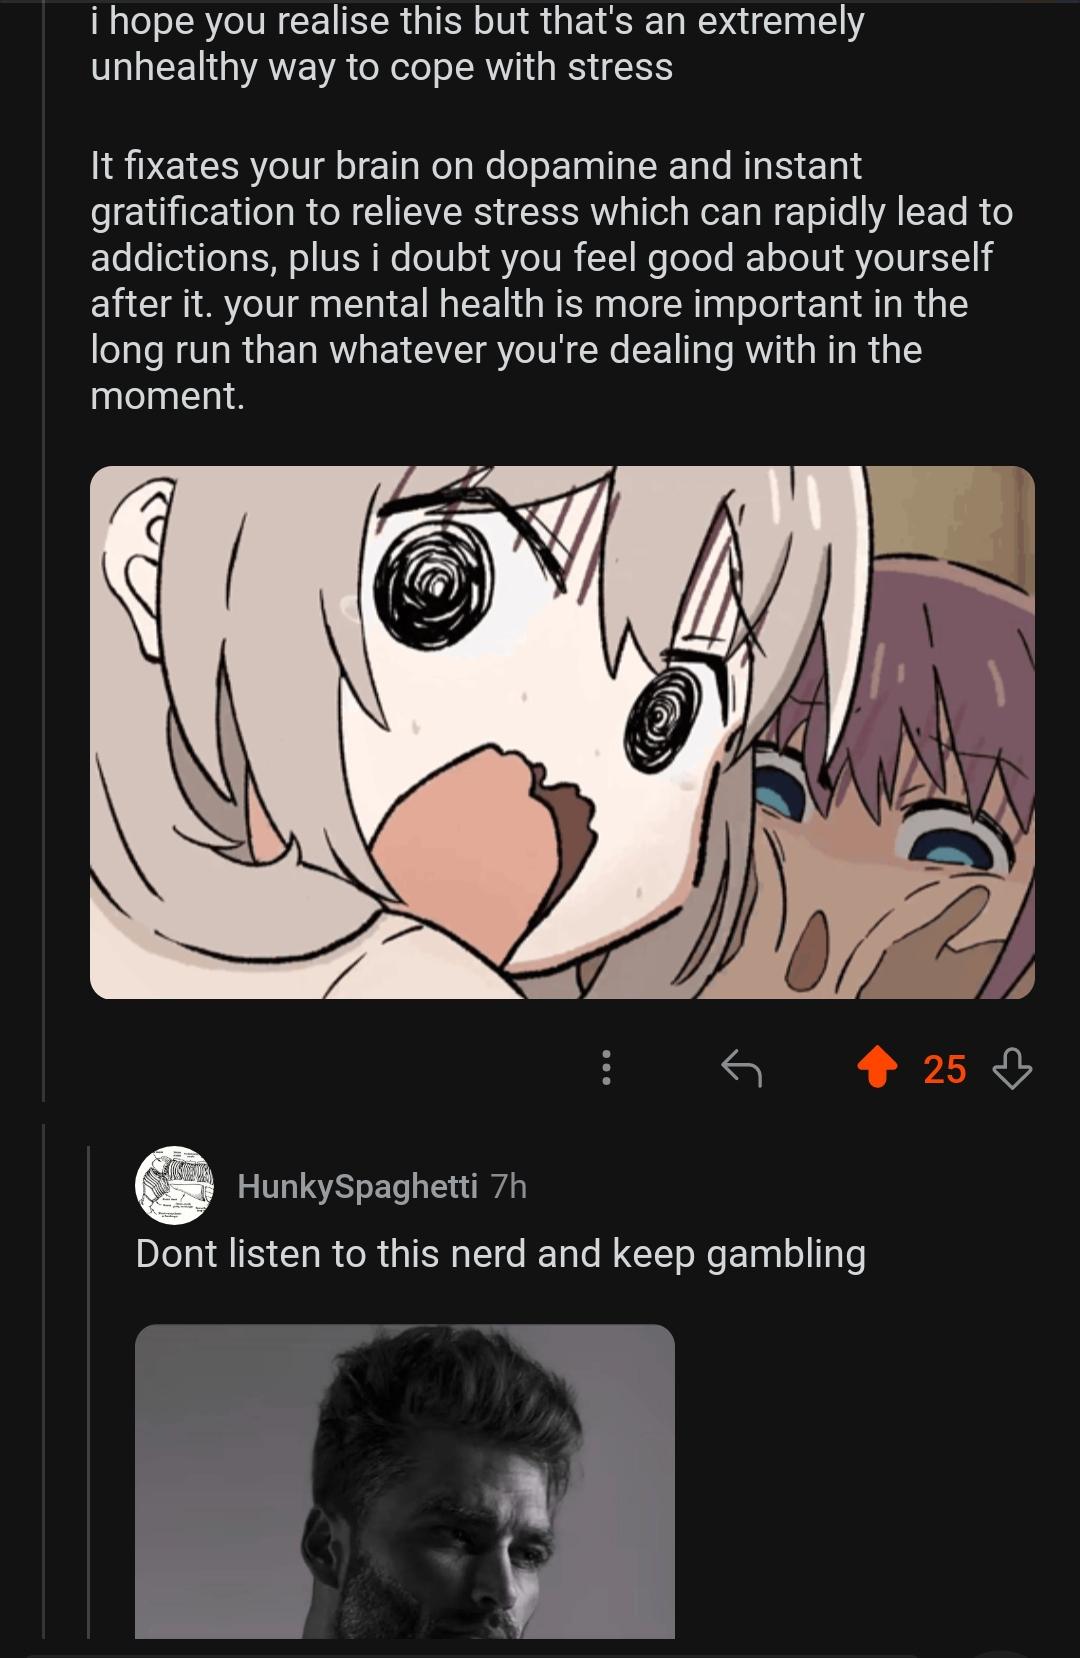 i hope you realise this but that's an extremely
unhealthy way to cope with stress
It fixates your brain on dopamine and instant
gratification to relieve stress which can rapidly lead to
addictions, plus i doubt you feel good about yourself
after it. your mental health is more important in the
long run than whatever you're dealing with in the
moment.
25
HunkySpaghetti 7h
Dont listen to this nerd and keep gambling